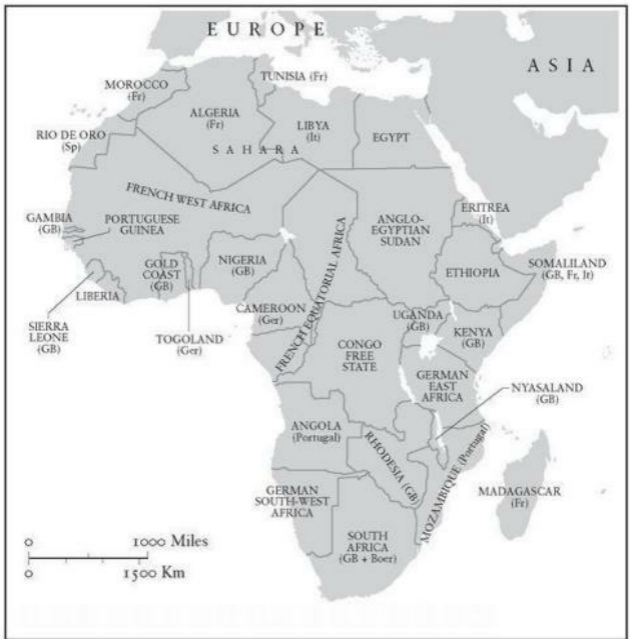 EUROPE
ASIA
MOROCCO
(Fr)
TUNISIA (Fr)
ALGERIA
(Fr)
LIBYA
(It)
EGYPT
RIO DE ORO
(Sp)
SAHARA
FRENCH WEST AFRICA
GAMBIA
(GB)
PORTUGUESE
GUINEA
ANGLO-
EGYPTIAN
SUDAN
ERITREA
(It)
FRENCH EQUATORIAL AFRICA
GOLD
COAST
(GB)
NIGERIA
(GB)
ETHIOPIA
SOMALILAND
(GB, Fr, It)
LIBERIA
SIERRA
LEONE
(GB)
TOGOLAND
(Ger)
CAMEROON
(Ger)
UGANDA
(GB)
KENYA
(GB)
CONGO
FREE
STATE
GERMAN
EAST
AFRICA
NYASALAND
(GB)
ANGOLA
(Portugal)
RHODESIA (GB)
MOZAMBIQUE (Portugal)
MADAGASCAR
(Fr)
GERMAN
SOUTH-WEST
AFRICA
SOUTH
AFRICA
(GB + Boer)
0 1000 Miles
0 1500 Km